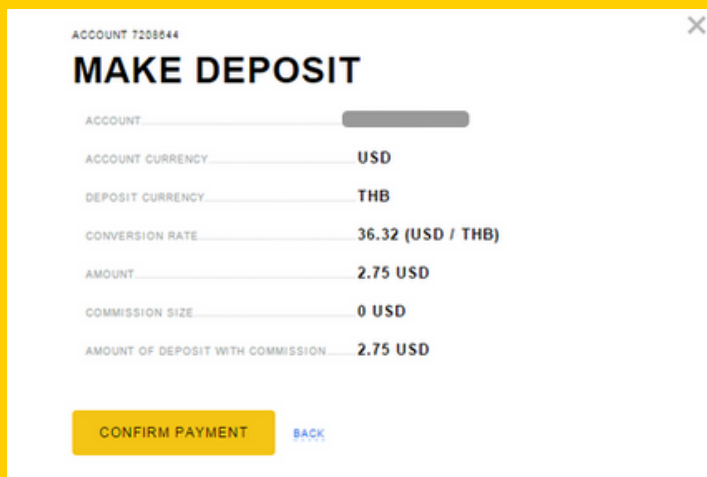 ACCOUNT 7208644
MAKE DEPOSIT
ACCOUNT
ACCOUNT CURRENCY USD
DEPOSIT CURRENCY THB
CONVERSION RATE 36.32 (USD / THB)
AMOUNT 2.75 USD
COMMISSION SIZE 0 USD
AMOUNT OF DEPOSIT WITH COMMISSION 2.75 USD
CONFIRM PAYMENT BACK